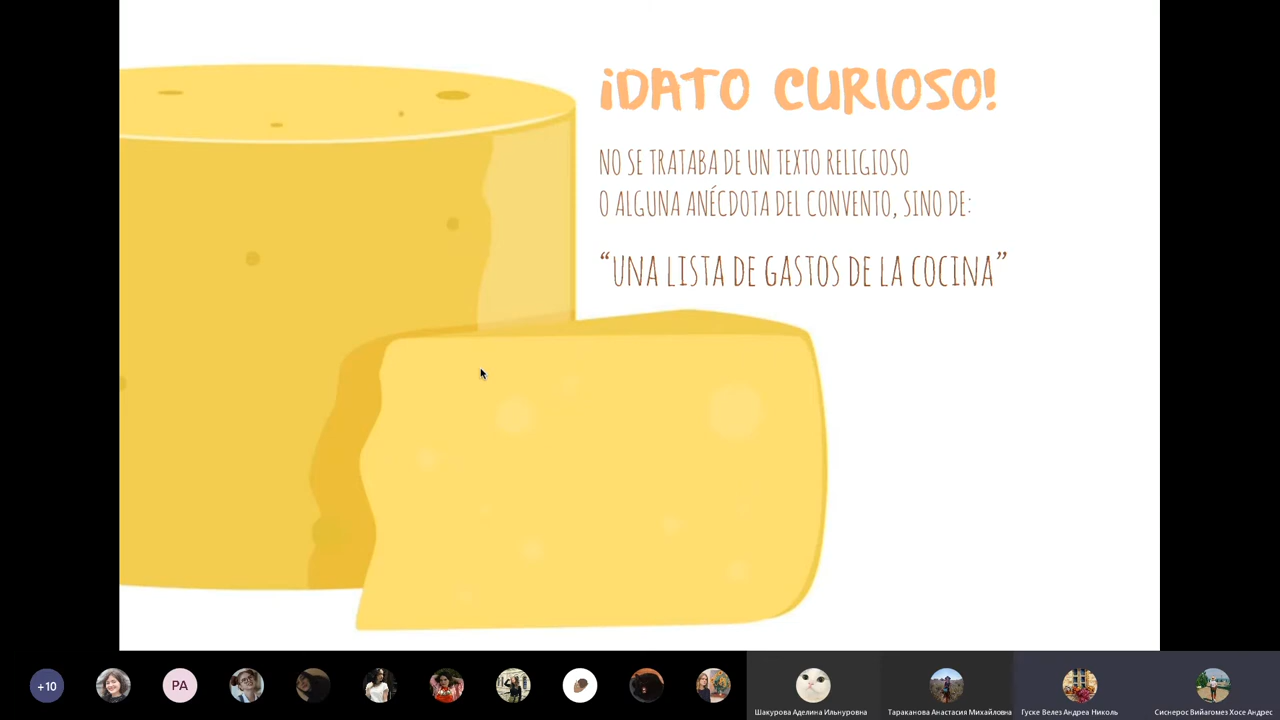 ¡DATO CURIOSO!
NO SE TRATABA DE UN TEXTO RELIGIOSO
O ALGUNA ANÉCDOTA DEL CONVENTO, SINO DE:
“UNA LISTA DE GASTOS DE LA COCINA”
+10
PA
Шакурова Аделина Ильнуровна
Тараканова Анастасия Михайловна
Гуске Велез Андреа Николь
Сиснерос Вийагомез Хосе Андрес